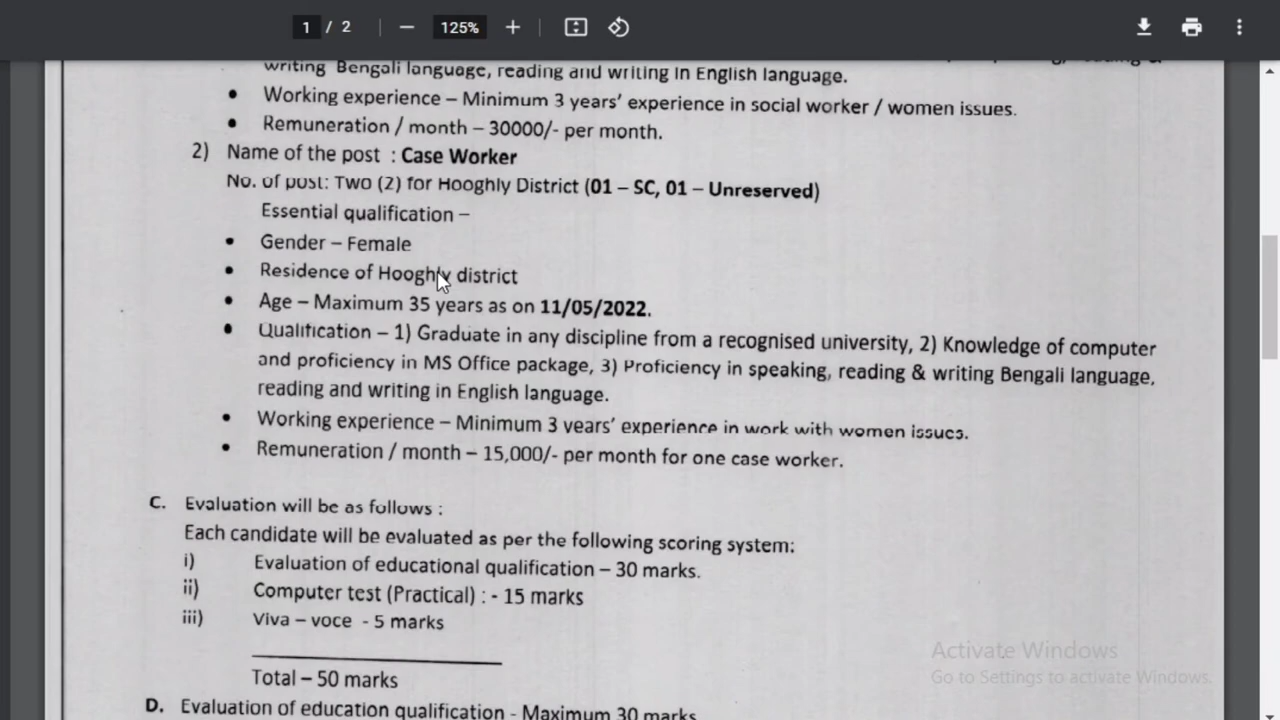 1 / 2 125%
writing Bengali language, reading and writing in English language.
• Working experience – Minimum 3 years' experience in social worker / women issues.
• Remuneration / month – 30000/- per month.
2) Name of the post : Case Worker
No. of post: Two (2) for Hooghly District (01 – SC, 01 – Unreserved)
Essential qualification –
• Gender – Female
• Residence of Hooghly district
• Age – Maximum 35 years as on 11/05/2022.
• Qualification – 1) Graduate in any discipline from a recognised university, 2) Knowledge of computer
and proficiency in MS Office package, 3) Proficiency in speaking, reading & writing Bengali language,
reading and writing in English language.
• Working experience – Minimum 3 years' experience in work with women issues.
• Remuneration / month – 15,000/- per month for one case worker.
C. Evaluation will be as follows :
Each candidate will be evaluated as per the following scoring system:
i) Evaluation of educational qualification – 30 marks.
ii) Computer test (Practical) : - 15 marks
iii) Viva – voce - 5 marks
Total – 50 marks
Activate Windows
Go to Settings to activate Windows.
D. Evaluation of education qualification - Maximum 30 marks